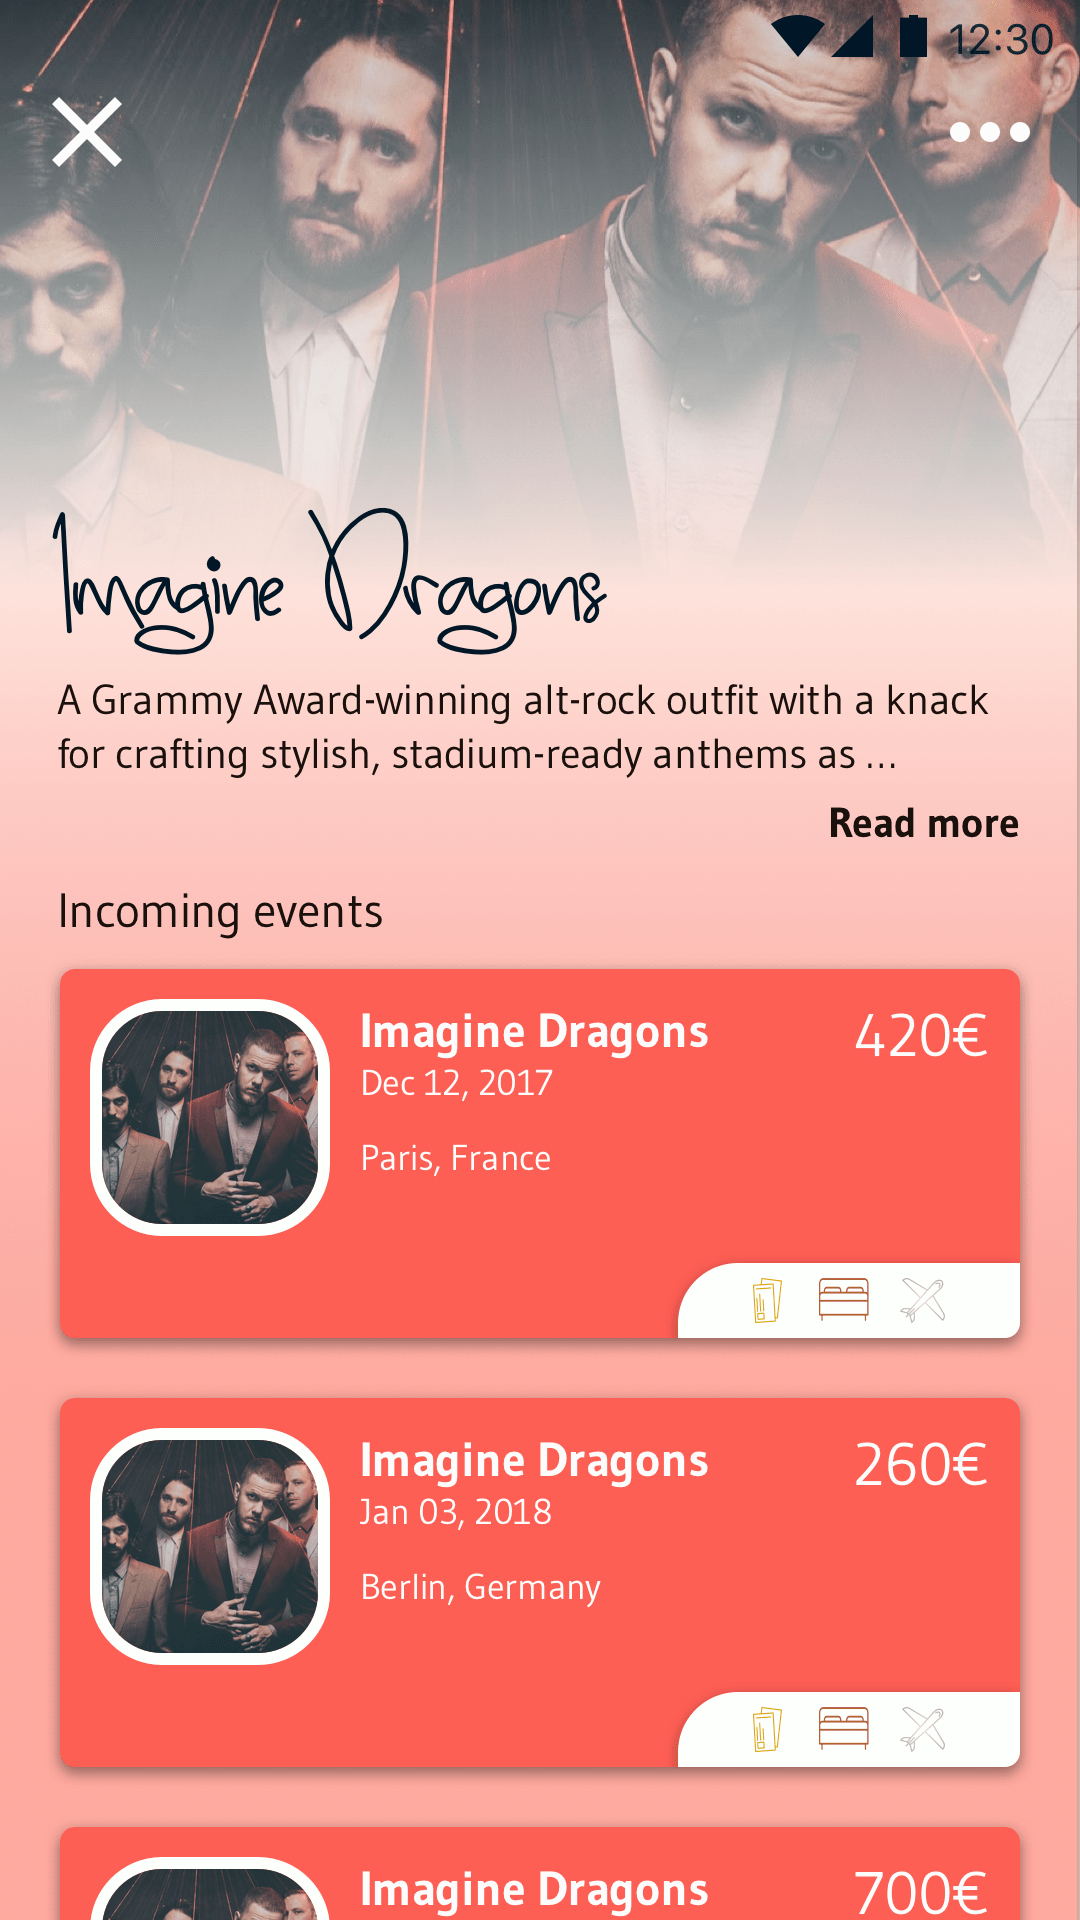 12:30
Imagine Dragons
A Grammy Award-winning alt-rock outfit with a knack
for crafting stylish, stadium-ready anthems as ...
Read more
Incoming events
Imagine Dragons
420€
Dec 12, 2017
Paris, France
Imagine Dragons
260€
Jan 03, 2018
Berlin, Germany
Imagine Dragons
700€